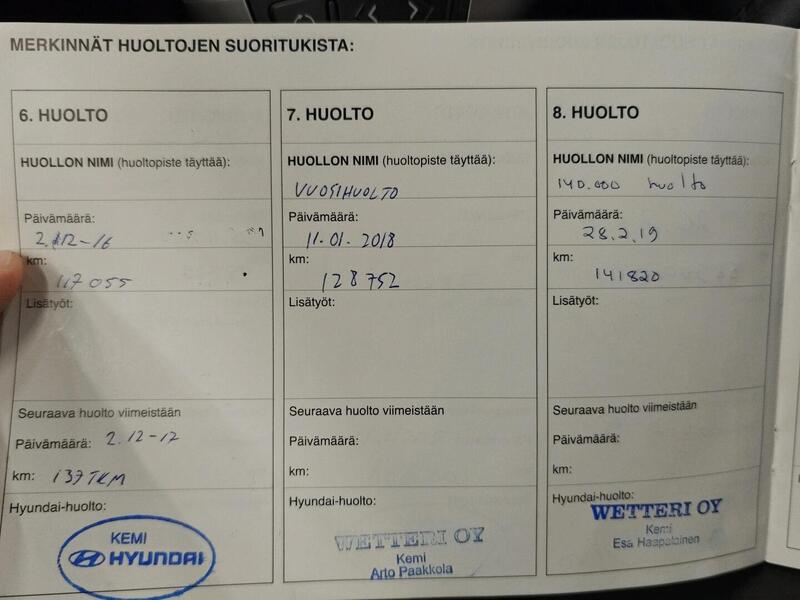 MERKINNÄT HUOLTOJEN SUORITUKISTA:
6. HUOLTO
HUOLLON NIMI (huoltopiste täyttää):
Päivämäärä:
2.12-16
km:
117 055
Lisätyöt:
Seuraava huolto viimeistään
Päivämäärä: 2.12-17
km: 137TKM
Hyundai-huolto:
KEMI
HYUNDAI
7. HUOLTO
HUOLLON NIMI (huoltopiste täyttää):
VUOSIHUOLTO
Päivämäärä:
11.01.2018
km:
128752
Lisätyöt:
Seuraava huolto viimeistään
Päivämäärä:
km:
Hyundai-huolto:
WETTERI OY
Kemi
Arto Paakkola
8. HUOLTO
HUOLLON NIMI (huoltopiste täyttää):
140.000 huolto
Päivämäärä:
28.2.19
km:
141820
Lisätyöt:
Seuraava huolto viimeistään
Päivämäärä:
km:
Hyundai-huolto:
WETTERI OY
Kemi
Esa Haapalainen